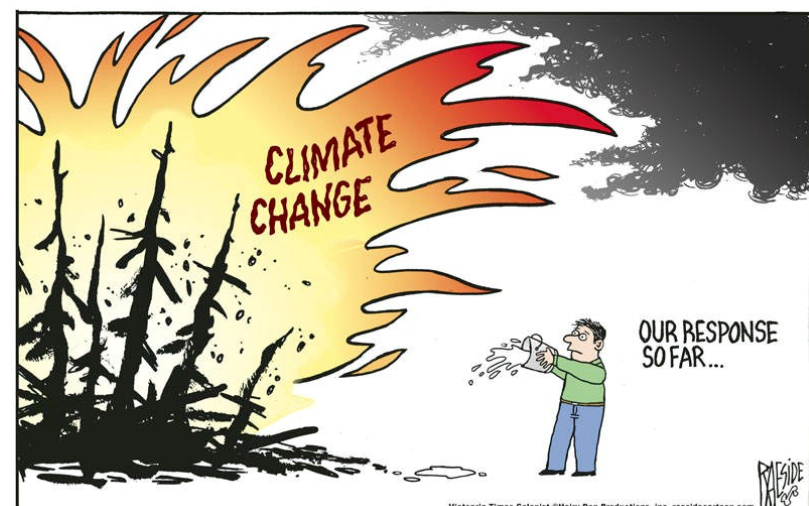 CLIMATE
CHANGE
OUR RESPONSE
SO FAR...
RAESIDE